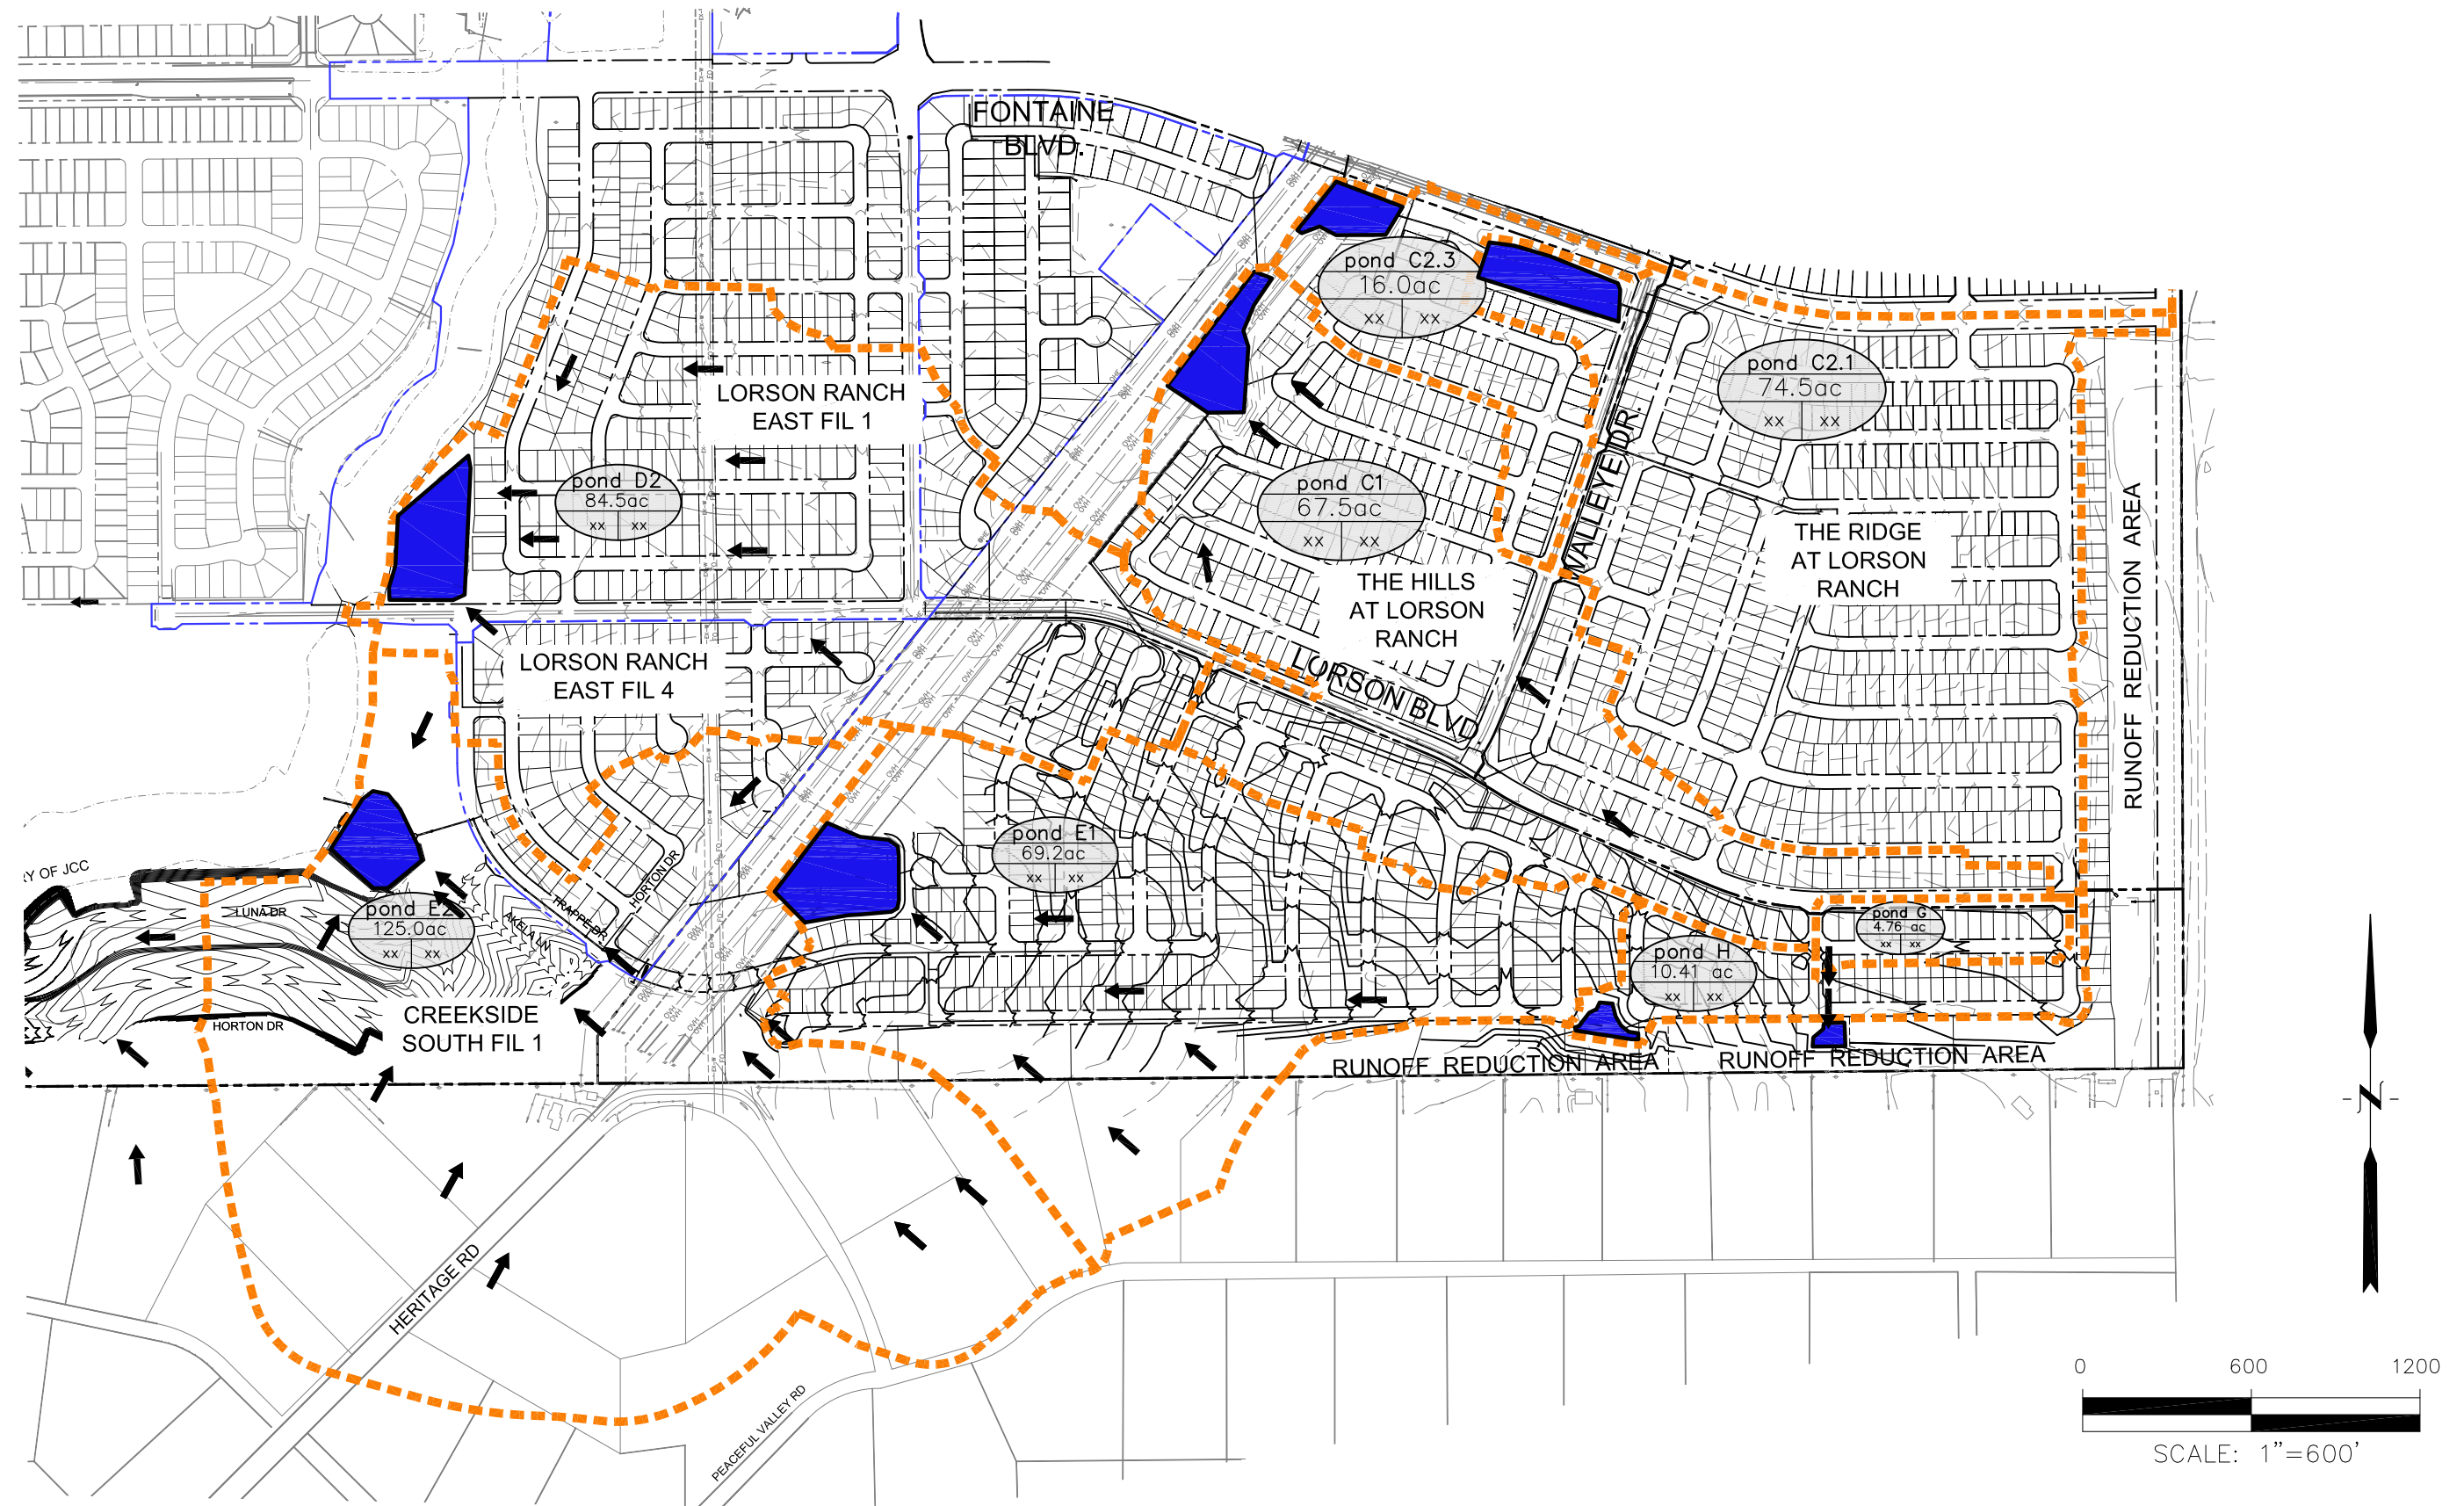 FONTAINE
BLVD.
pond C2.3
16.0ac
xx xx
pond C2.1
74.5ac
xx xx
LORSON RANCH
EAST FIL 1
pond D2
84.5ac
xx xx
pond C1
67.5ac
xx xx
VALLEYEYE DR.
THE RIDGE
AT LORSON
RANCH
RUNOFF REDUCTION AREA
THE HILLS
AT LORSON
RANCH
LORSON BLVD
LORSON RANCH
EAST FIL 4
pond E1
69.2ac
xx xx
Y OF JCC
LUNA DR
pond E2
125.0ac
xx xx
AKELA LN
TRAPPE DR
HORTON DR
pond G
4.76 ac
xx xx
pond H
10.41 ac
xx xx
HORTON DR
CREEKSIDE
SOUTH FIL 1
RUNOFF REDUCTION AREA
RUNOFF REDUCTION AREA
N
HERITAGE RD
PEACEFUL VALLEY RD
0 600 1200
SCALE: 1"=600'